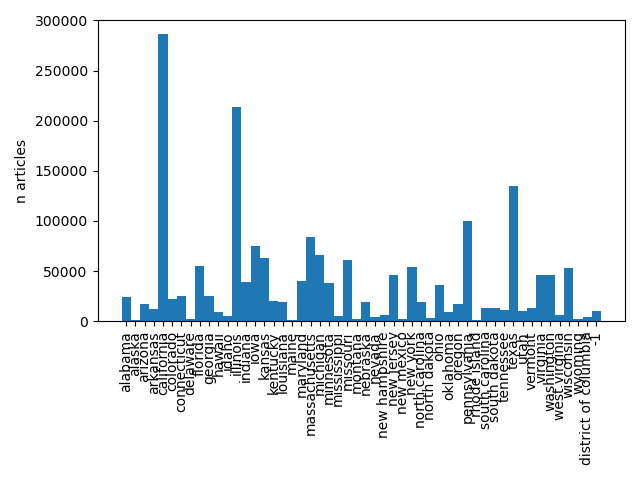 300000
250000
200000
150000
100000
50000
0
n articles
alabama
alaska
arizona
arkansas
california
colorado
connecticut
delaware
florida
georgia
hawaii
idaho
illinois
indiana
iowa
kansas
kentucky
louisiana
maine
maryland
massachusetts
michigan
minnesota
mississippi
missouri
montana
nebraska
nevada
new hampshire
new jersey
new mexico
new york
north carolina
north dakota
ohio
oklahoma
oregon
pennsylvania
rhode island
south carolina
south dakota
tennessee
texas
utah
vermont
virginia
washington
west virginia
wisconsin
wyoming
district of columbia
-1